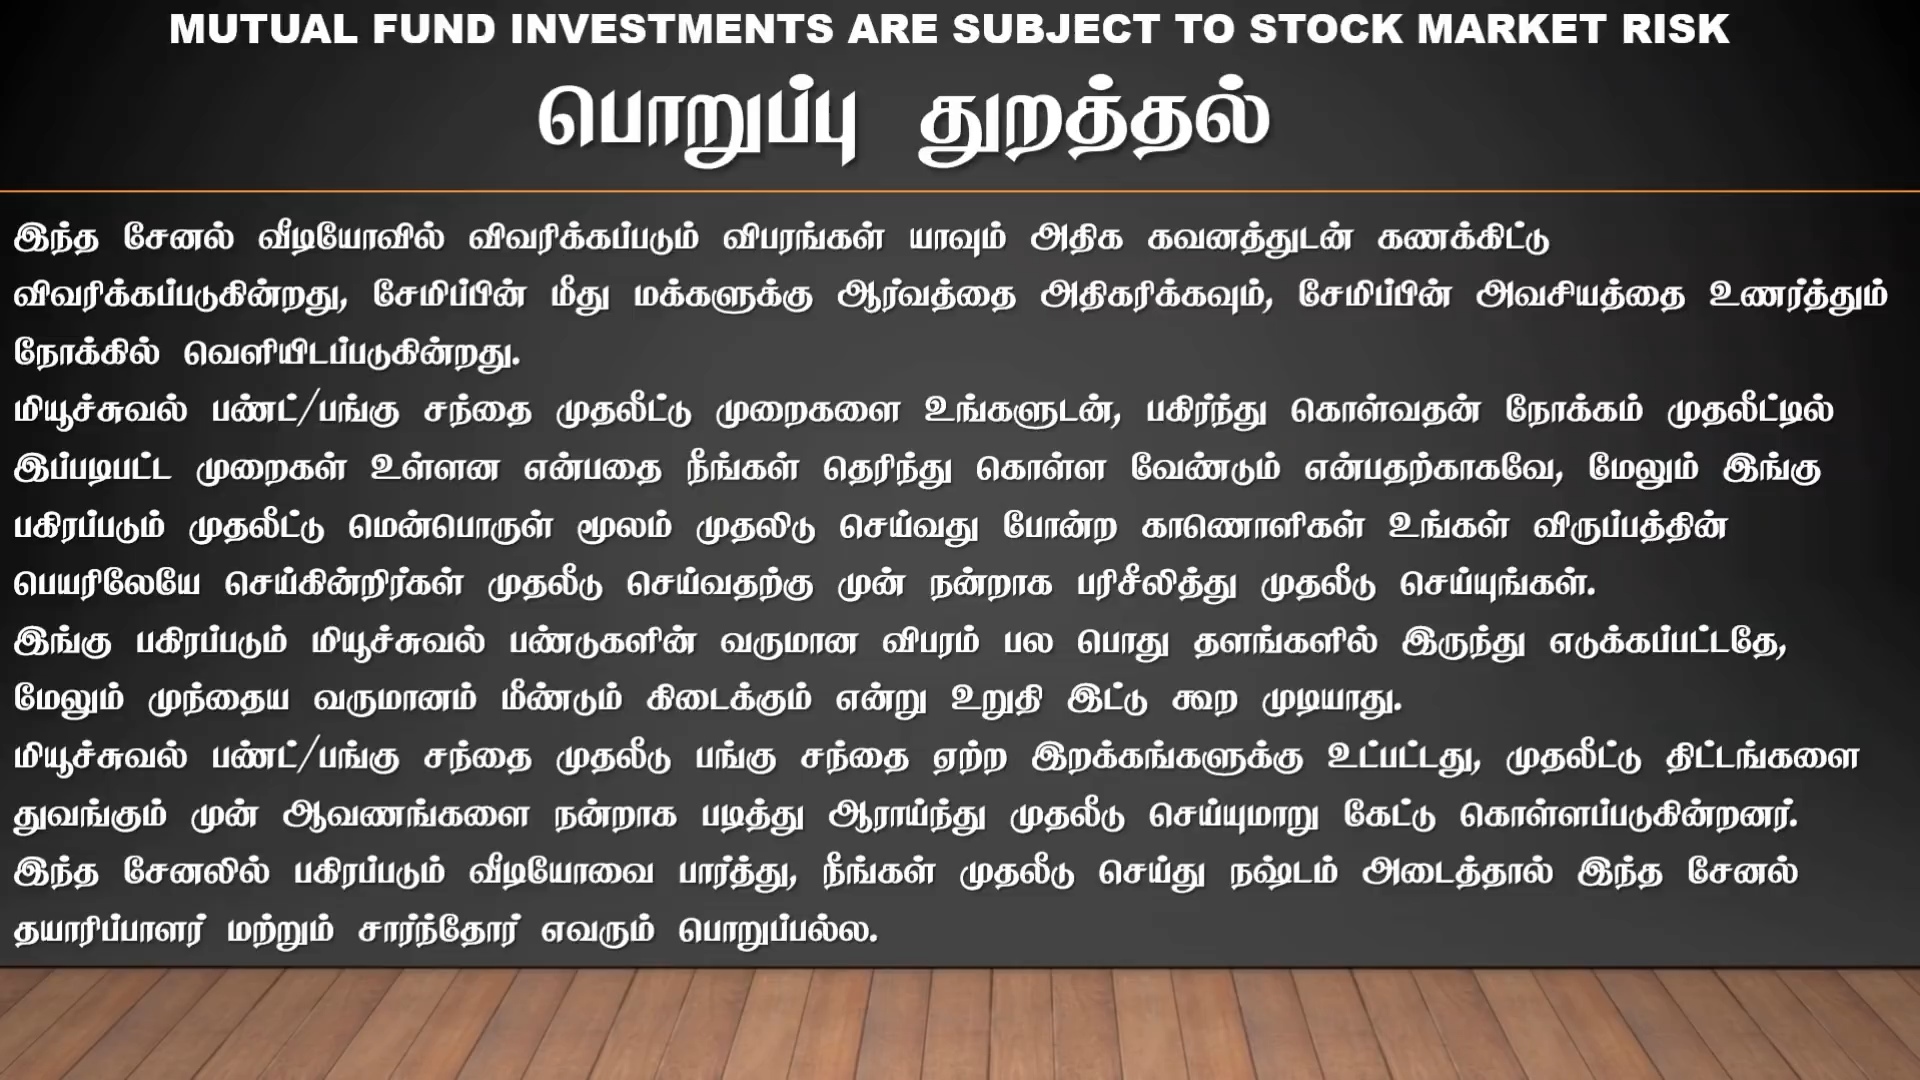 MUTUAL FUND INVESTMENTS ARE SUBJECT TO STOCK MARKET RISK
பொறுப்பு துறத்தல்
இந்த சேனல் வீடியோவில் விவரிக்கப்படும் விபரங்கள் யாவும் அதிக கவனத்துடன் கணக்கிட்டு
விவரிக்கப்படுகின்றது, சேமிப்பின் மீது மக்களுக்கு ஆர்வத்தை அதிகரிக்கவும், சேமிப்பின் அவசியத்தை உணர்த்தும்
நோக்கில் வெளியிடப்படுகின்றது.
மியூச்சுவல் பண்ட்/பங்கு சந்தை முதலீட்டு முறைகளை உங்களுடன், பகிர்ந்து கொள்வதன் நோக்கம் முதலீட்டில்
இப்படிபட்ட முறைகள் உள்ளன என்பதை நீங்கள் தெரிந்து கொள்ள வேண்டும் என்பதற்காகவே, மேலும் இங்கு
பகிரப்படும் முதலீட்டு மென்பொருள் மூலம் முதலிடு செய்வது போன்ற காணொளிகள் உங்கள் விருப்பத்தின்
பெயரிலேயே செய்கின்றிர்கள் முதலீடு செய்வதற்கு முன் நன்றாக பரிசீலித்து முதலீடு செய்யுங்கள்.
இங்கு பகிரப்படும் மியூச்சுவல் பண்டுகளின் வருமான விபரம் பல பொது தளங்களில் இருந்து எடுக்கப்பட்டதே,
மேலும் முந்தைய வருமானம் மீண்டும் கிடைக்கும் என்று உறுதி இட்டு கூற முடியாது.
மியூச்சுவல் பண்ட்/பங்கு சந்தை முதலீடு பங்கு சந்தை ஏற்ற இறக்கங்களுக்கு உட்பட்டது, முதலீட்டு திட்டங்களை
துவங்கும் முன் ஆவணங்களை நன்றாக படித்து ஆராய்ந்து முதலீடு செய்யுமாறு கேட்டு கொள்ளப்படுகின்றனர்.
இந்த சேனலில் பகிரப்படும் வீடியோவை பார்த்து, நீங்கள் முதலீடு செய்து நஷ்டம் அடைத்தால் இந்த சேனல்
தயாரிப்பாளர் மற்றும் சார்ந்தோர் எவரும் பொறுப்பல்ல.